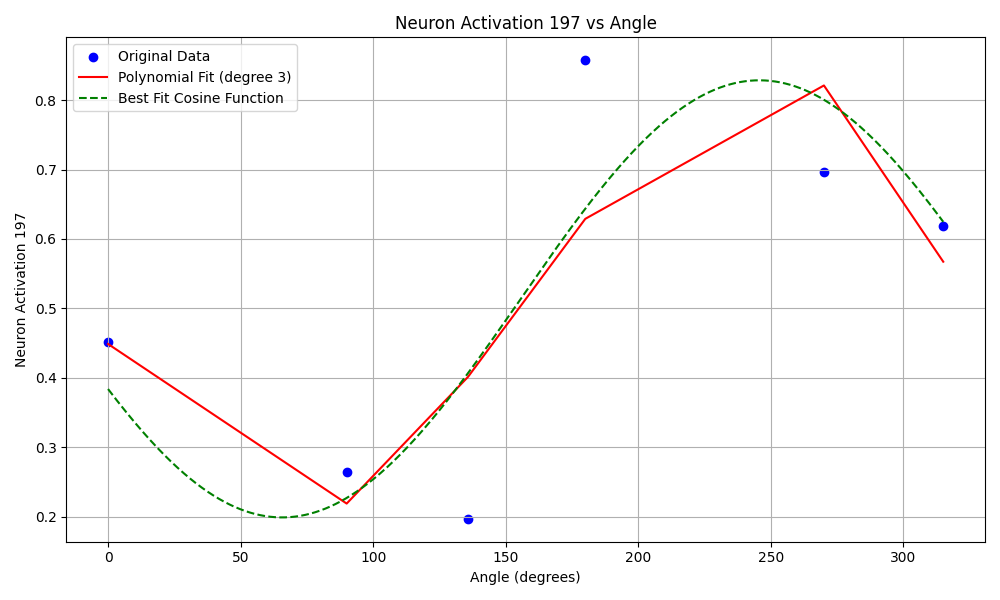 Neuron Activation 197 vs Angle
Original Data
Polynomial Fit (degree 3)
Best Fit Cosine Function
Neuron Activation 197
0.8
0.7
0.6
0.5
0.4
0.3
0.2
0 50 100 150 200 250 300
Angle (degrees)